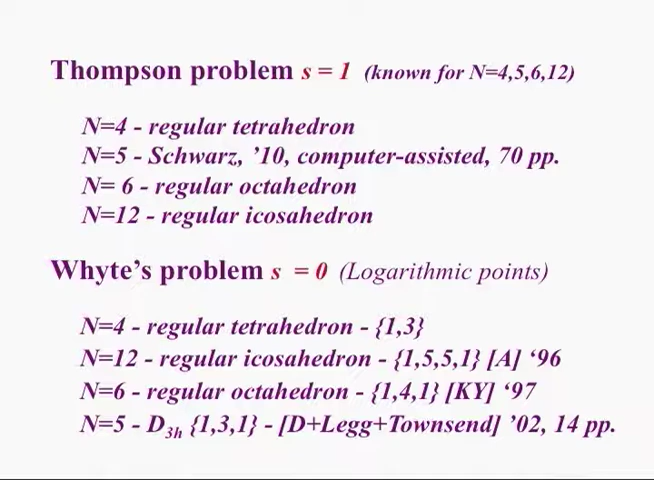 Thompson problem s = 1 (known for N=4,5,6,12)
N=4 - regular tetrahedron
N=5 - Schwarz, ’10, computer-assisted, 70 pp.
N= 6 - regular octahedron
N=12 - regular icosahedron
Whyte’s problem s = 0 (Logarithmic points)
N=4 - regular tetrahedron - {1,3}
N=12 - regular icosahedron - {1,5,5,1} [A] ‘96
N=6 - regular octahedron - {1,4,1} [KY] ‘97
N=5 - D3h {1,3,1} - [D+Legg+Townsend] ’02, 14 pp.